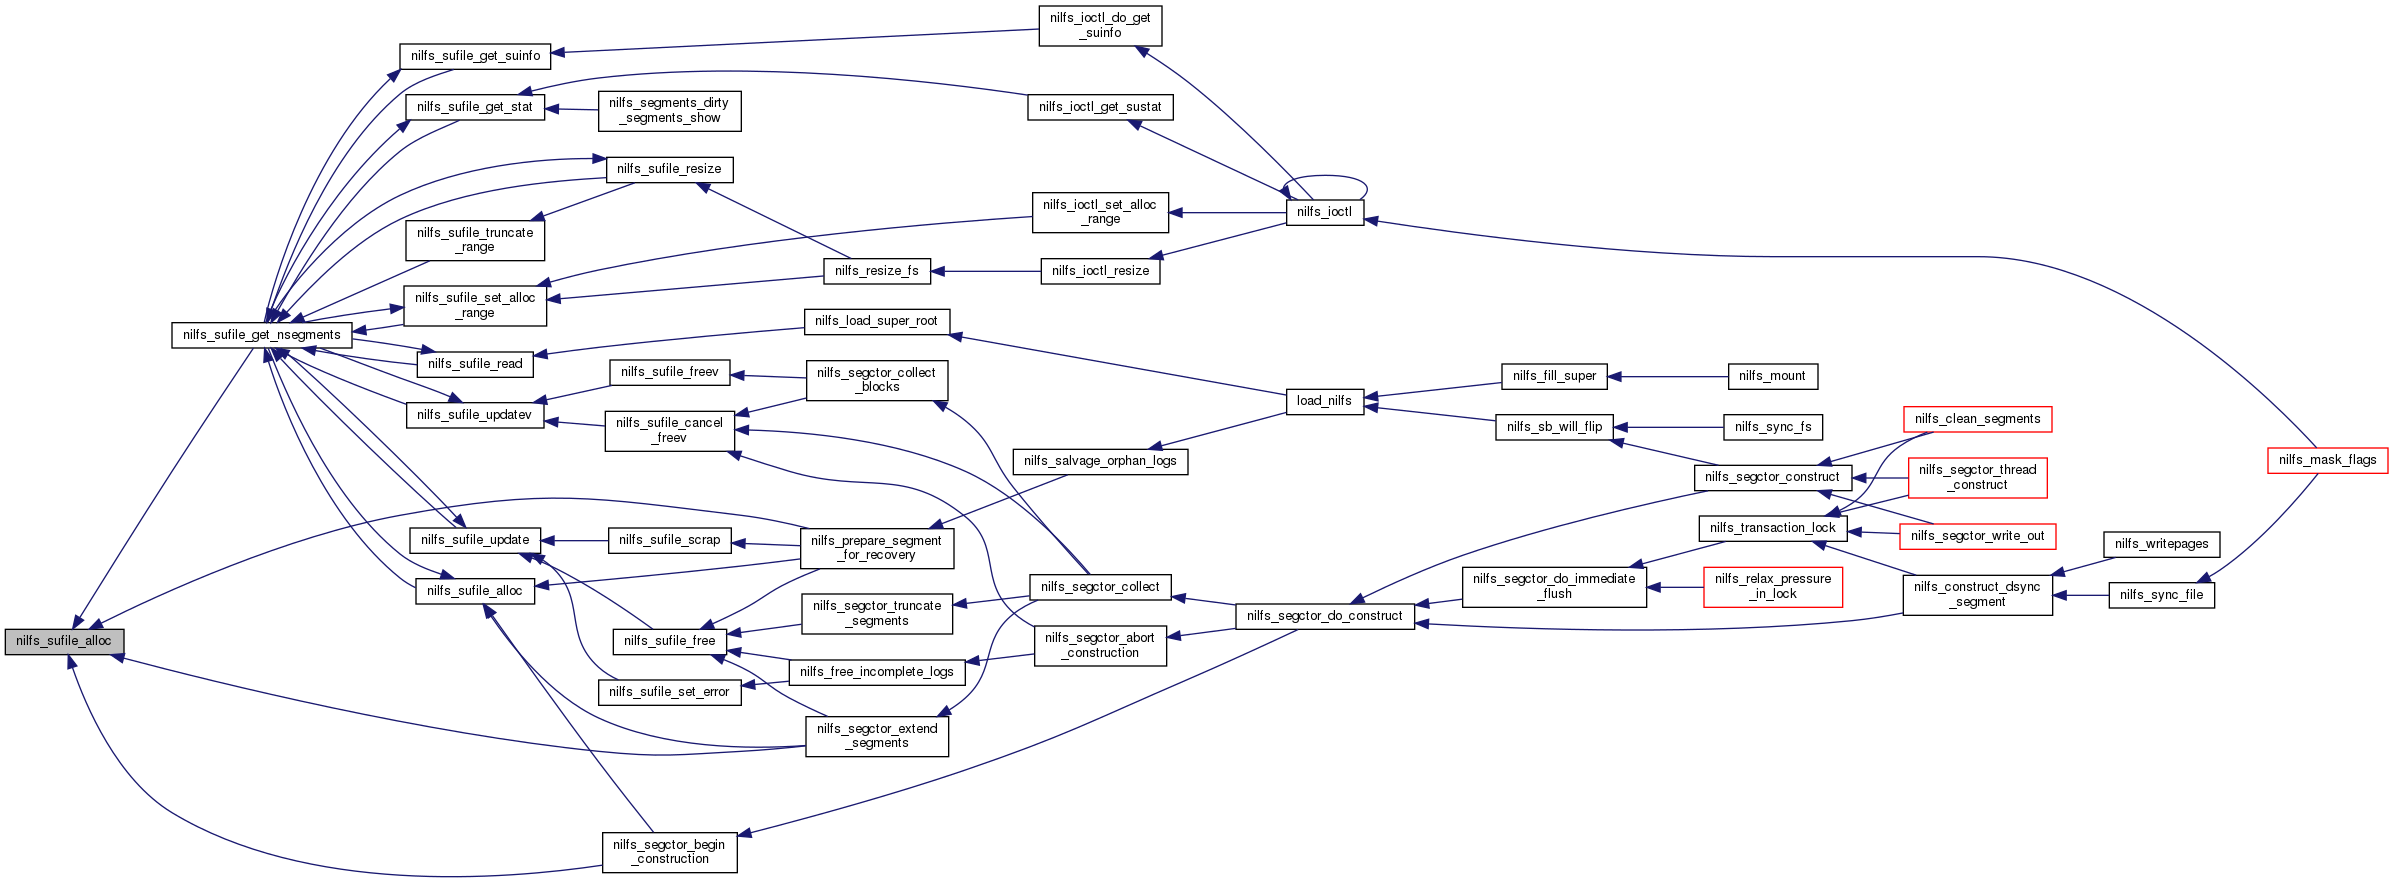 nilfs_ioctl_do_get
_suinfo
nilfs_sufile_get_suinfo
nilfs_sufile_get_stat
nilfs_segments_dirty
_segments_show
nilfs_ioctl_get_sustat
nilfs_sufile_resize
nilfs_ioctl_set_alloc
_range
nilfs_ioctl
nilfs_sufile_truncate
_range
nilfs_resize_fs
nilfs_ioctl_resize
nilfs_sufile_set_alloc
_range
nilfs_load_super_root
nilfs_sufile_get_nsegments
nilfs_sufile_read
nilfs_sufile_freev
nilfs_segctor_collect
_blocks
nilfs_fill_super
nilfs_mount
load_nilfs
nilfs_sufile_updatev
nilfs_sufile_cancel
_freev
nilfs_sb_will_flip
nilfs_sync_fs
nilfs_clean_segments
nilfs_salvage_orphan_logs
nilfs_mask_flags
nilfs_segctor_construct
nilfs_segctor_thread
_construct
nilfs_transaction_lock
nilfs_segctor_write_out
nilfs_sufile_update
nilfs_sufile_scrap
nilfs_prepare_segment
_for_recovery
nilfs_writepages
nilfs_sufile_alloc
nilfs_segctor_collect
nilfs_segctor_do_immediate
_flush
nilfs_relax_pressure
_in_lock
nilfs_construct_dsync
_segment
nilfs_sync_file
nilfs_segctor_truncate
_segments
nilfs_segctor_do_construct
nilfs_sufile_alloc
nilfs_sufile_free
nilfs_segctor_abort
_construction
nilfs_free_incomplete_logs
nilfs_sufile_set_error
nilfs_segctor_extend
_segments
nilfs_segctor_begin
_construction